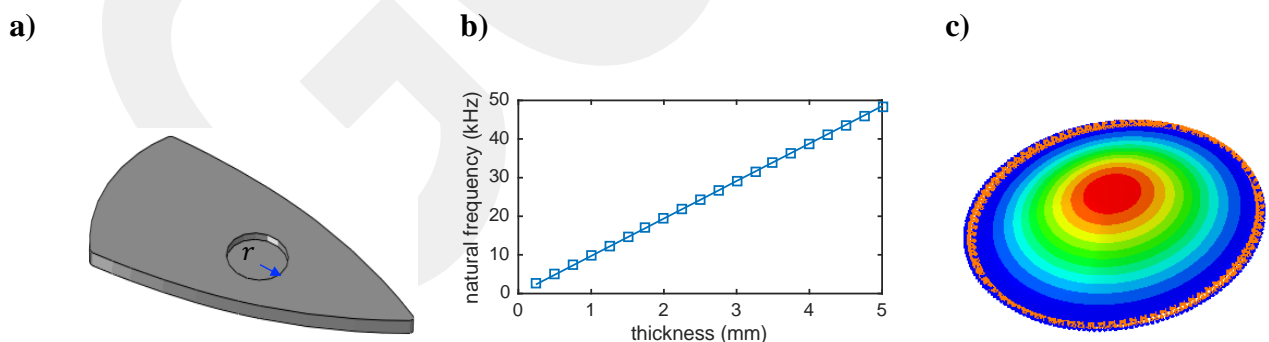 a)
b)
c)
r
natural frequency (kHz)
50
40
30
20
10
0
0 1 2 3 4 5
thickness (mm)